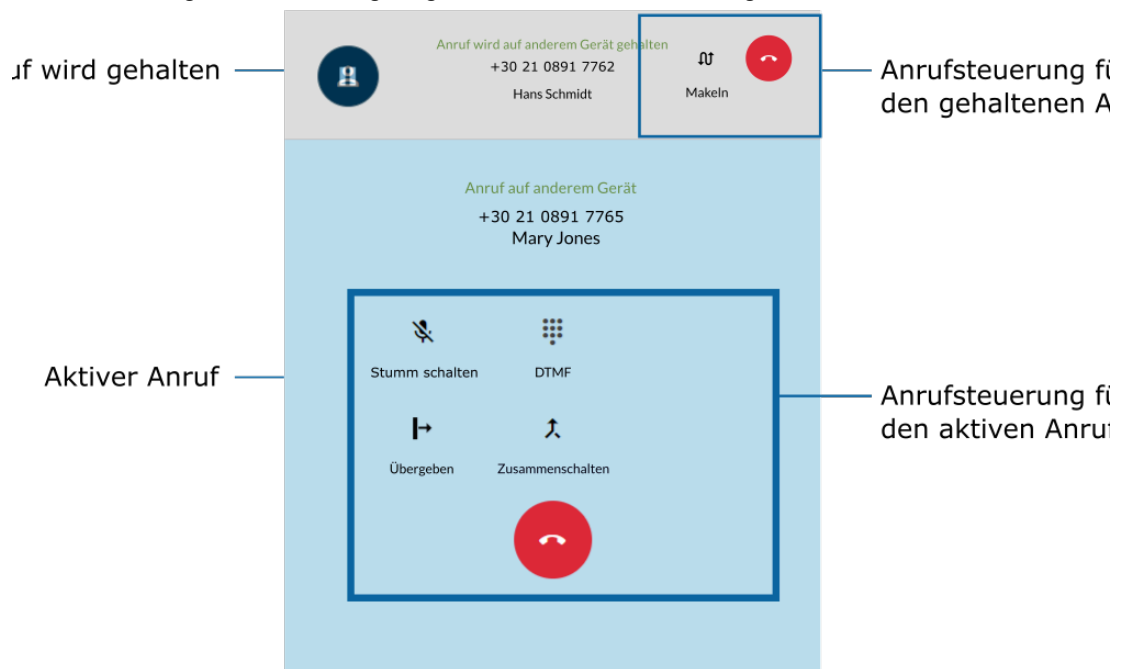 uf wird gehalten
Anruf wird auf anderem Gerät gehalten
+30 21 0891 7762
Hans Schmidt
Makeln
Anrufsteuerung fü
den gehaltenen A
Anruf auf anderem Gerät
+30 21 0891 7765
Mary Jones
Aktiver Anruf
Stumm schalten
DTMF
Übergeben
Zusammenschalten
Anrufsteuerung fü
den aktiven Anruf